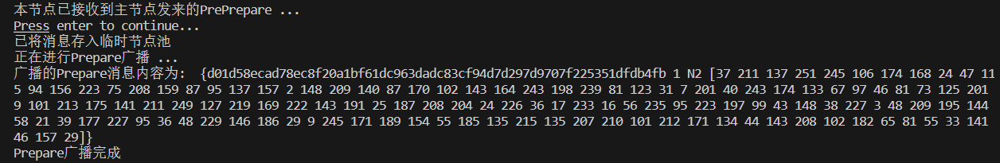 本节点已接收到主节点发来的PrePrepare ...
Press enter to continue...
已将消息存入临时节点池
正在进行Prepare广播 ...
广播的Prepare消息内容为:  {d01d58ecad78ec8f20a1bf61dc963dadc83cf94d7d297d9707f225351dfdb4fb 1 N2 [37 211 137 251 245 106 174 168 24 47 11
5 94 156 223 75 208 159 87 95 137 157 2 148 209 140 87 170 102 143 164 243 198 239 81 123 31 7 201 40 243 174 133 67 97 46 81 73 125 201
9 101 213 175 141 211 249 127 219 169 222 143 191 25 187 208 204 24 226 36 17 233 16 56 235 95 223 197 99 43 148 38 227 3 48 209 195 144
58 21 39 177 227 95 36 48 229 146 186 29 9 245 171 189 154 55 185 135 215 135 207 210 101 212 171 134 44 143 208 102 182 65 81 55 33 141
46 157 29]}
Prepare广播完成